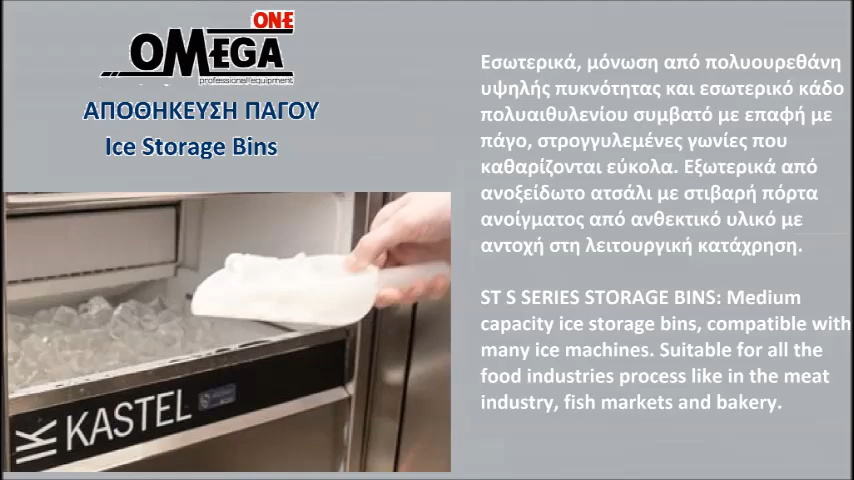 ONE
OMEGA
professional equipment
ΑΠΟΘΗΚΕΥΣΗ ΠΑΓΟΥ
Ice Storage Bins
KASTEL
Εσωτερικά, μόνωση από πολυουρεθάνη
υψηλής πυκνότητας και εσωτερικό κάδο
πολυαιθυλενίου συμβατό με επαφή με
πάγο, στρογγυλεμένες γωνίες που
καθαρίζονται εύκολα. Εξωτερικά από
ανοξείδωτο ατσάλι με στιβαρή πόρτα
ανοίγματος από ανθεκτικό υλικό με
αντοχή στη λειτουργική κατάχρηση.
ST S SERIES STORAGE BINS: Medium
capacity ice storage bins, compatible with
many ice machines. Suitable for all the
food industries process like in the meat
industry, fish markets and bakery.